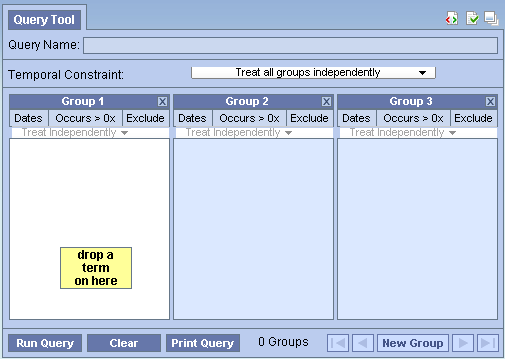 Query Tool
Query Name:
Temporal Constraint: Treat all groups independently
Group 1 X Group 2 X Group 3 X
Dates Occurs > 0x Exclude Dates Occurs > 0x Exclude Dates Occurs > 0x Exclude
Treat Independently Treat Independently Treat Independently
drop a
term
on here
Run Query Clear Print Query 0 Groups New Group